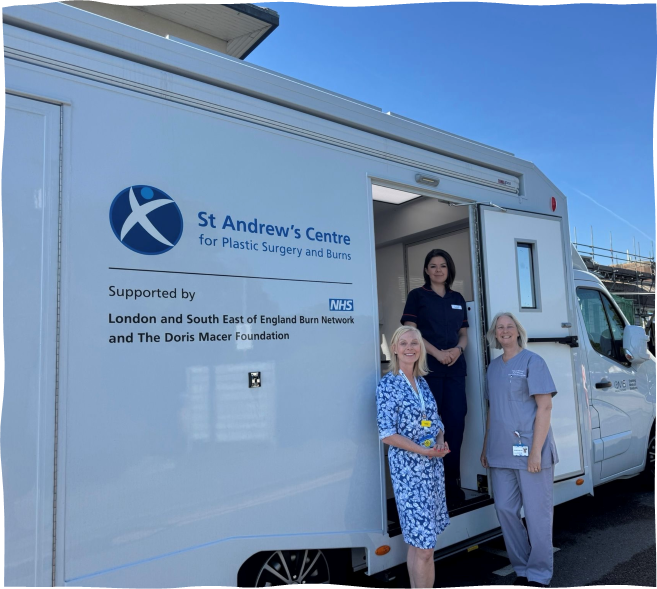 St Andrew's Centre
for Plastic Surgery and Burns
Supported by
NHS
London and South East of England Burn Network
and The Doris Macer Foundation